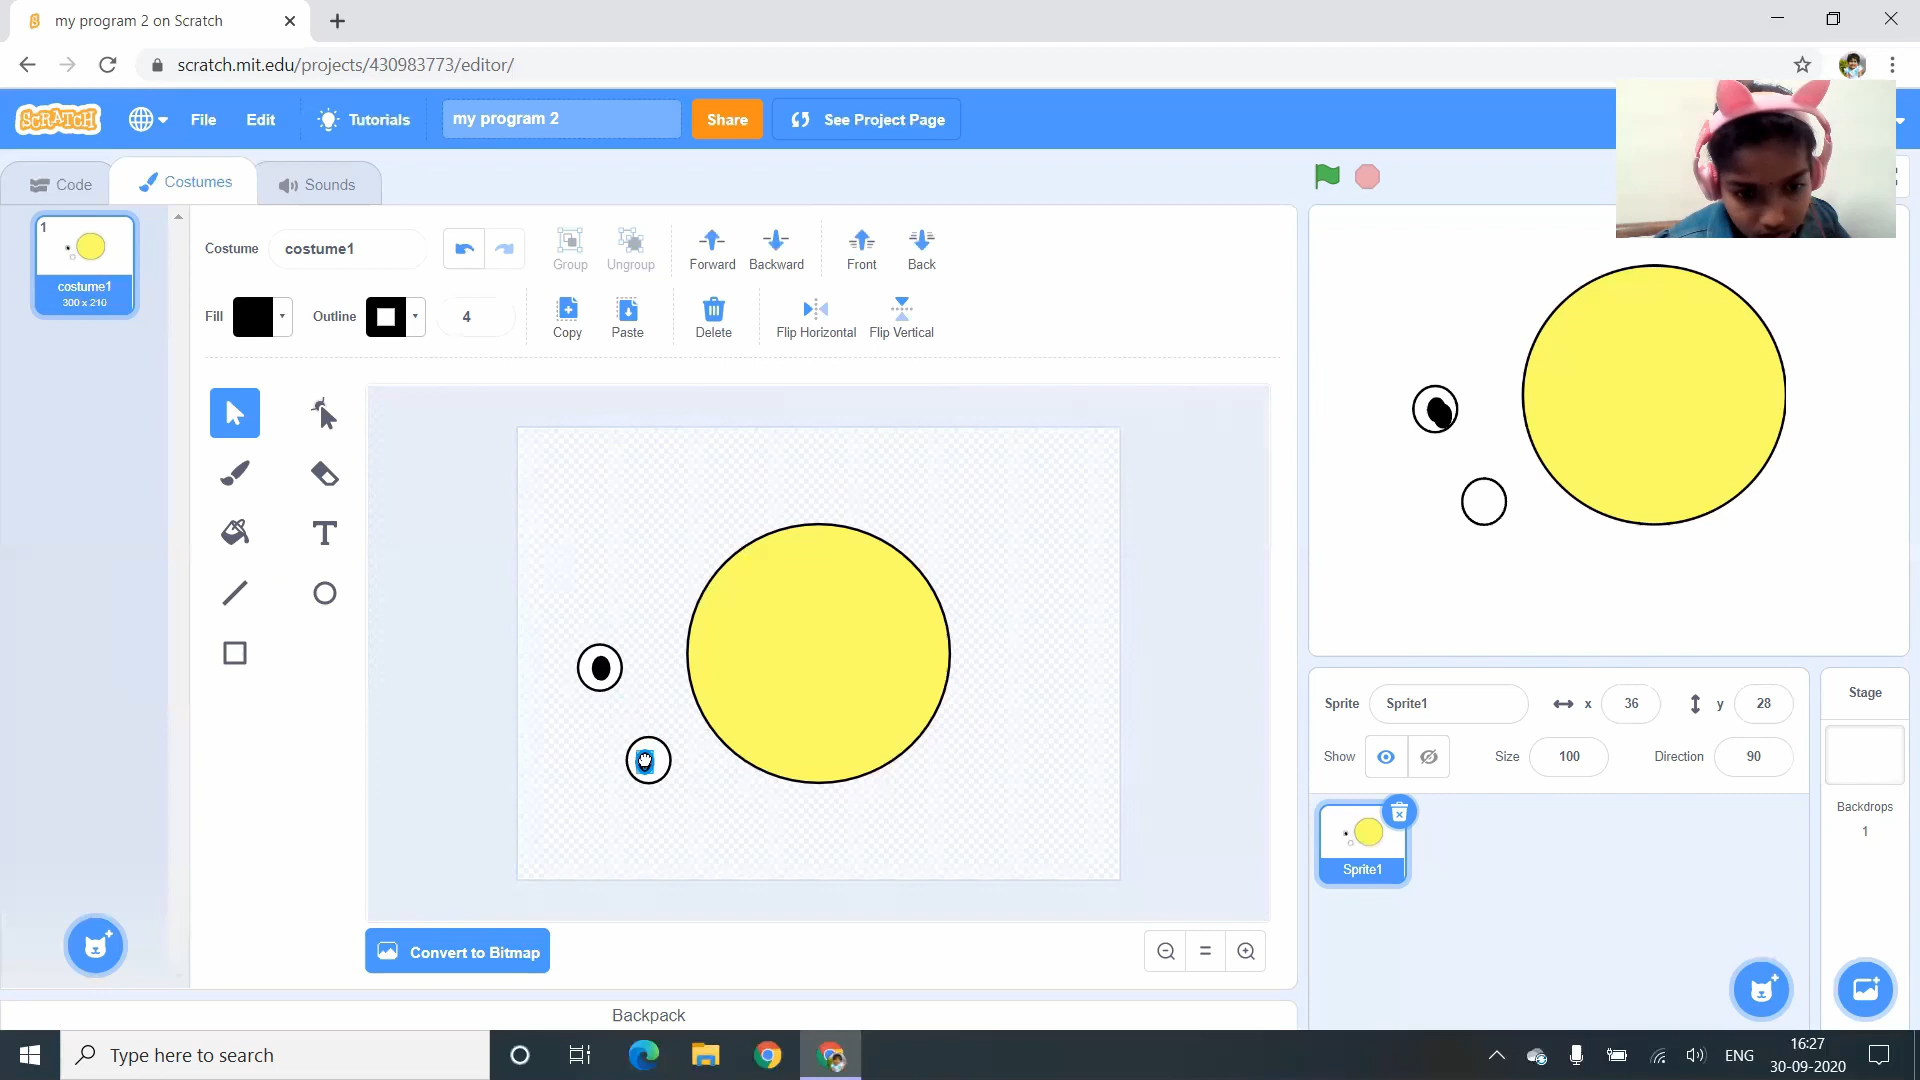 my program 2 on Scratch
scratch.mit.edu/projects/430983773/editor/
SCRATCH
File
Edit
Tutorials
my program 2
Share
See Project Page
Code
Costumes
Sounds
1
costume1
300 x 210
Costume
costume1
Group
Ungroup
Forward
Backward
Front
Back
Fill
Outline
4
Copy
Paste
Delete
Flip Horizontal
Flip Vertical
Convert to Bitmap
Backpack
Sprite
Sprite1
x
36
y
28
Show
Size
100
Direction
90
Sprite1
Stage
Backdrops
1
Type here to search
ENG
16:27
30-09-2020